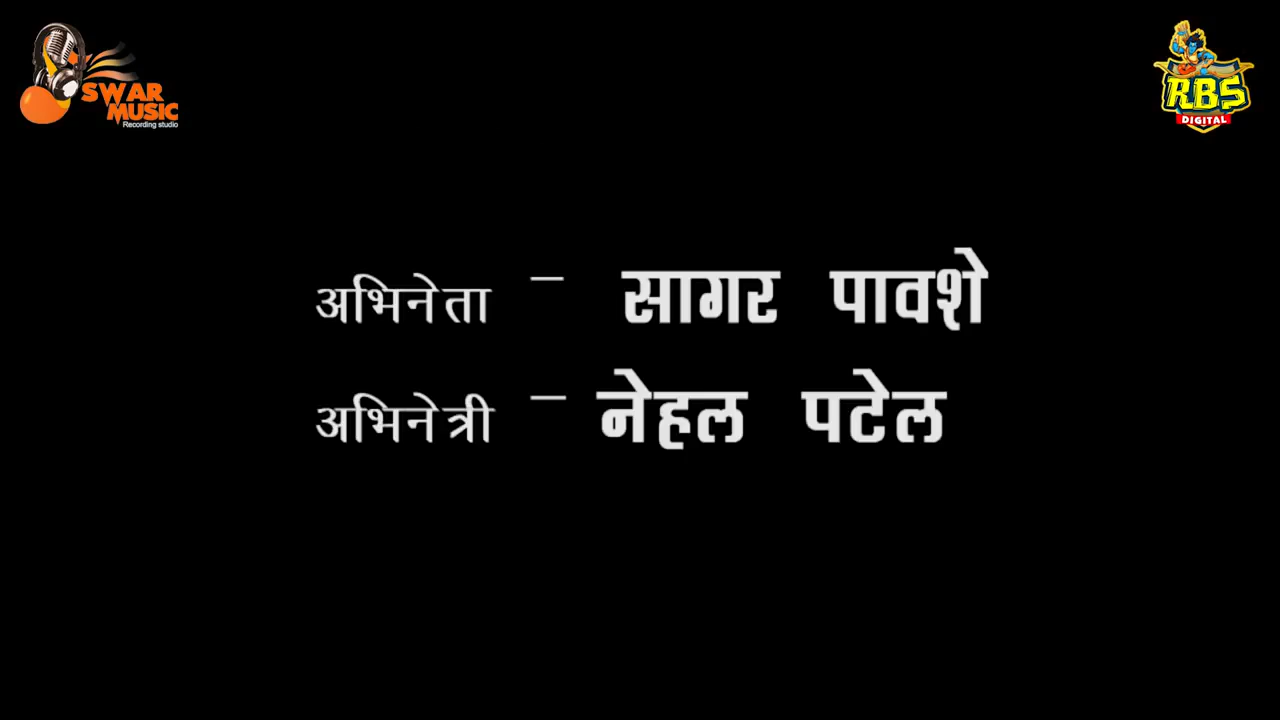 SWAR
MUSIC
Recording studio
RBS
DIGITAL
अभिनेता - सागर पावशे
अभिनेत्री - नेहल पटेल